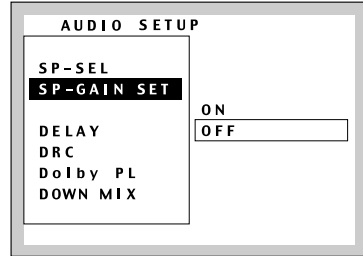 AUDIO SETUP
SP-SEL
SP-GAIN SET
ON
OFF
DELAY
DRC
Dolby PL
DOWN MIX